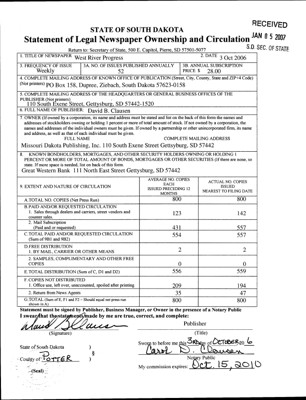 RECEIVED
JAN 05 2007
S.D. SEC. OF STATE
STATE OF SOUTH DAKOTA
Statement of Legal Newspaper Ownership and Circulation
Return to: Secretary of State, 500 E. Capitol, Pierre, SD 57501-5077
1. TITLE OF NEWSPAPER West River Progress
2. DATE 3 Oct 2006
3. FREQUENCY OF ISSUE Weekly
3A. NO. OF ISSUES PUBLISHED ANNUALLY 52
3B. ANNUAL SUBSCRIPTION PRICE $ 28.00
4. COMPLETE MAILING ADDRESS OF KNOWN OFFICE OF PUBLICATION (Street, City, County, State and ZIP+4 Code)
(Not printers) PO Box 158, Dupree, Ziebach, South Dakota 57623-0158
5. COMPLETE MAILING ADDRESS OF THE HEADQUARTERS OR GENERAL BUSINESS OFFICES OF THE
PUBLISHER (Not printers)
110 South Exene Street, Gettysburg, SD 57442-1520
6. FULL NAME OF PUBLISHER: David B. Clausen
7. OWNER (If owned by a corporation, its name and address must be stated and also immediately thereafter the names and
addresses of stockholders owning or holding 1 percent or more of total amount of stock. If not owned by a corporation, the
names and addresses of the individual owners must be given. If owned by a partnership or other unincorporated firm, its name
and address, as well as that of each individual must be given.
FULL NAME COMPLETE MAILING ADDRESS
Missouri Dakota Publishing, Inc. 110 South Exene Street Gettysburg, SD 57442
8. KNOWN BONDHOLDERS, MORTGAGES, AND OTHER SECURITY HOLDERS OWNING OR HOLDING 1
PERCENT OR MORE OF TOTAL AMOUNT OF BONDS, MORTGAGES OR OTHER SECURITIES (If there are none, so
state. If more space is needed, list on back of this form
Great Western Bank 111 North East Street Gettysburg, SD 57442
9. EXTENT AND NATURE OF CIRCULATION
AVERAGE NO. COPIES EACH ISSUED PRECEDING 12 MONTHS
ACTUAL NO. COPIES ISSUED NEAREST TO FILING DATE
A TOTAL NO. COPIES (Net Press Run) 800 800
B PAID AND/OR REQUESTED CIRCULATION
1. Sales through dealers and carriers, street vendors and
counter sales. 123 142
2. Mail Subscription
(Paid and or requested) 431 557
C TOTAL PAID AND/OR REQUESTED CIRCULATION
(Sum of 9B1 and 9B2) 554 557
D FREE DISTRIBUTION
1. BY MAIL, CARRIER OR OTHER MEANS 2 2
2. SAMPLES, COMPLIMENTARY AND OTHER FREE
COPIES 0 0
E. TOTAL DISTRIBUTION (Sum of C, D1 and D2) 556 559
F. COPIES NOT DISTRIBUTED
1. Office use, left over, unaccounted, spoiled after printing 209 194
2. Return from News Agents 35 47
G. TOTAL (Sum of E, F1 and F2 - Should equal net press run
shown in A) 800 800
Statement must be signed by Publisher, Business Manager, or Owner in the presence of a Notary Public
I swear that the statements made by me are true, correct, and complete:
Publisher
(Signature) (Title)
State of South Dakota )
County of POTTER )
(Seal)
Sworn to before me this 3rd day of OCTOBER 06
Carol D. Clausen
Notary Public
My commission expires: Oct. 15, 2010